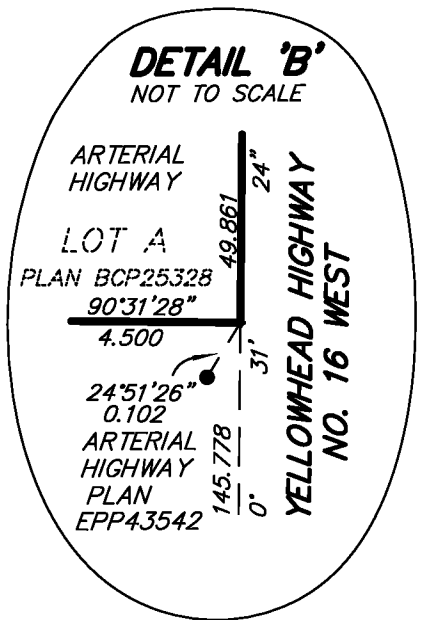 DETAIL 'B'
NOT TO SCALE
ARTERIAL
HIGHWAY
LOT A
PLAN BCP25328
90°31'28"
4.500
24°51'26"
0.102
ARTERIAL
HIGHWAY
PLAN
EPP43542
49.861
145.778
0° 31' 24"
YELLOWHEAD HIGHWAY
NO. 16 WEST